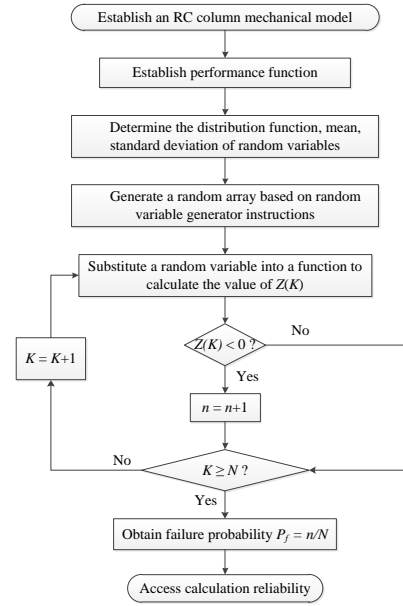 Establish an RC column mechanical model
Establish performance function
Determine the distribution function, mean,
standard deviation of random variables
Generate a random array based on random
variable generator instructions
Substitute a random variable into a function to
calculate the value of Z(K)
Z(K) < 0 ?
No
K = K+1
Yes
n = n+1
No
K ≥ N ?
Yes
Obtain failure probability P_f = n/N
Access calculation reliability